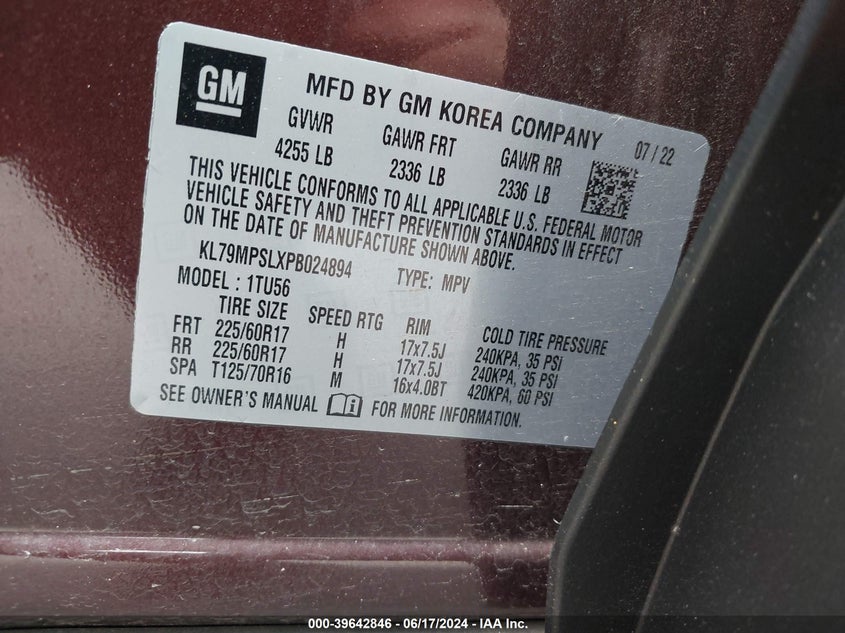 GM
MFD BY GM KOREA COMPANY 07 / 22
GVWR GAWR FRT GAWR RR
4255 LB 2336 LB 2336 LB
THIS VEHICLE CONFORMS TO ALL APPLICABLE U.S. FEDERAL MOTOR
VEHICLE SAFETY AND THEFT PREVENTION STANDARDS IN EFFECT
ON THE DATE OF MANUFACTURE SHOWN ABOVE.
KL79MPSLXPB024894 TYPE: MPV
MODEL : 1TU56
TIRE SIZE SPEED RTG RIM COLD TIRE PRESSURE
FRT 225/60R17 H 17x7.5J 240KPA, 35 PSI
RR 225/60R17 H 17x7.5J 240KPA, 35 PSI
SPA T125/70R16 M 16x4.0BT 420KPA, 60 PSI
SEE OWNER'S MANUAL FOR MORE INFORMATION.
000-39642846 - 06/17/2024 - IAA Inc.